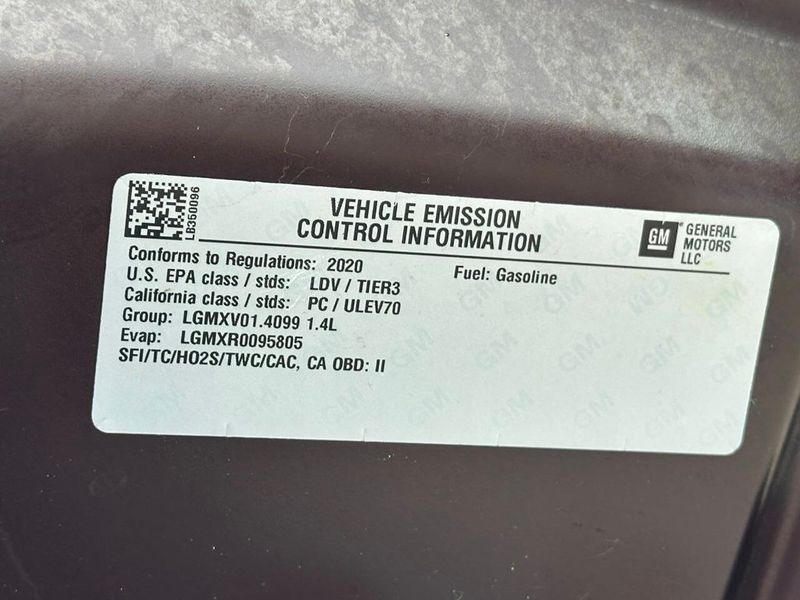 LB350096
VEHICLE EMISSION
CONTROL INFORMATION
GM
GENERAL
MOTORS
LLC
Conforms to Regulations: 2020
Fuel: Gasoline
U.S. EPA class / stds: LDV / TIER3
California class / stds: PC / ULEV70
Group: LGMXV01.4099 1.4L
Evap: LGMXR0095805
SFI/TC/HO2S/TWC/CAC, CA OBD: II